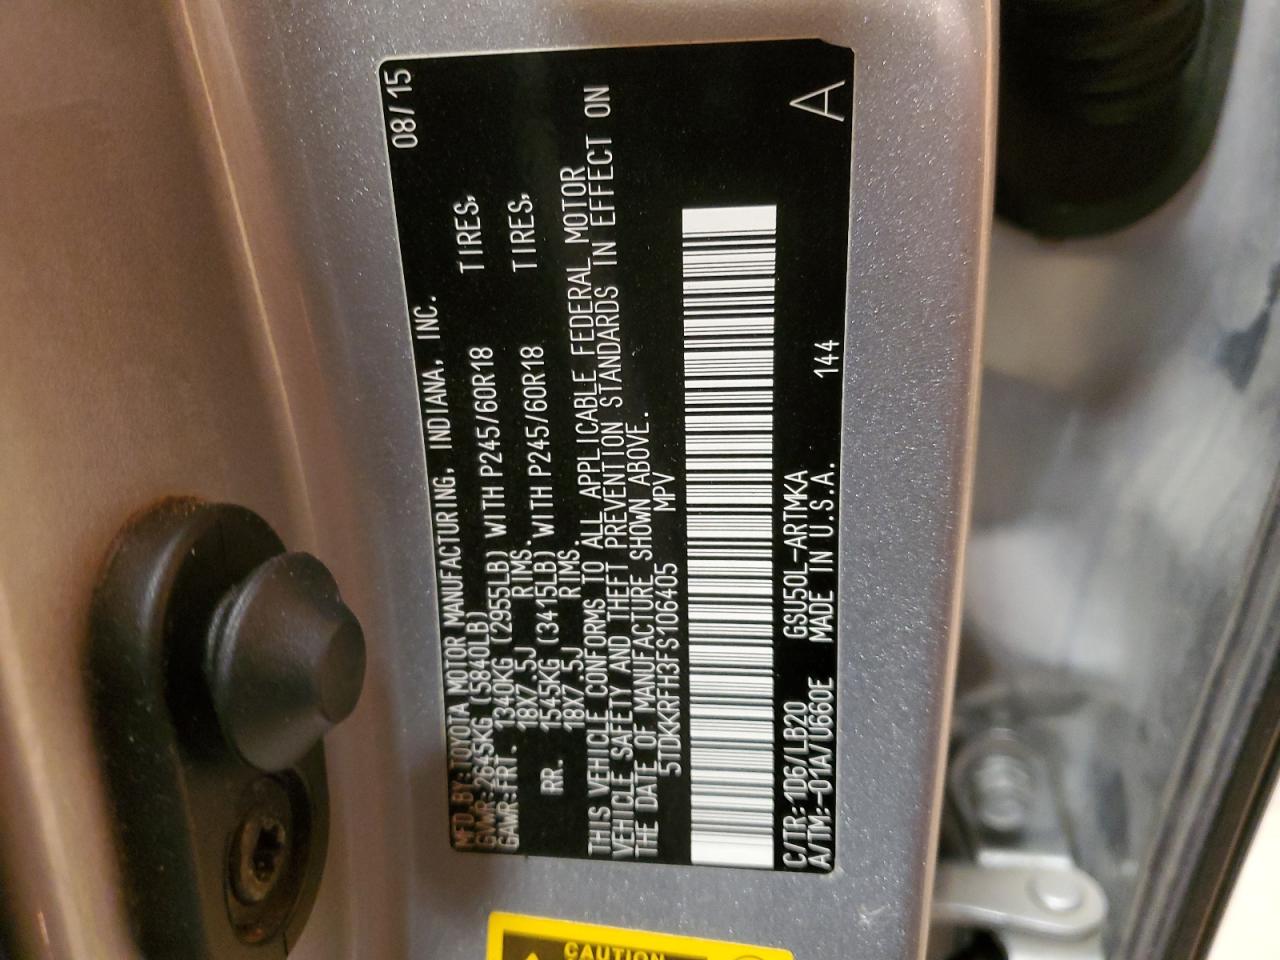 MFD BY: TOYOTA MOTOR MANUFACTURING, INDIANA, INC. 08/15
GVWR: 2645KG (5840LB)
GAWR: FRT. 1340KG (2955LB) WITH P245/60R18 TIRES,
18X7.5J RIMS.
RR. 1545KG (3415LB) WITH P245/60R18 TIRES,
18X7.5J RIMS
THIS VEHICLE CONFORMS TO ALL APPLICABLE FEDERAL MOTOR
VEHICLE SAFETY AND THEFT PREVENTION STANDARDS IN EFFECT ON
THE DATE OF MANUFACTURE SHOWN ABOVE.
5TDKKRFH3FS106405 MPV
C/TR: 1D6/LB20 GSU50L-ARTMKA
A/TM:-01A/U660E MADE IN U.S.A. 144 A
CAUTION